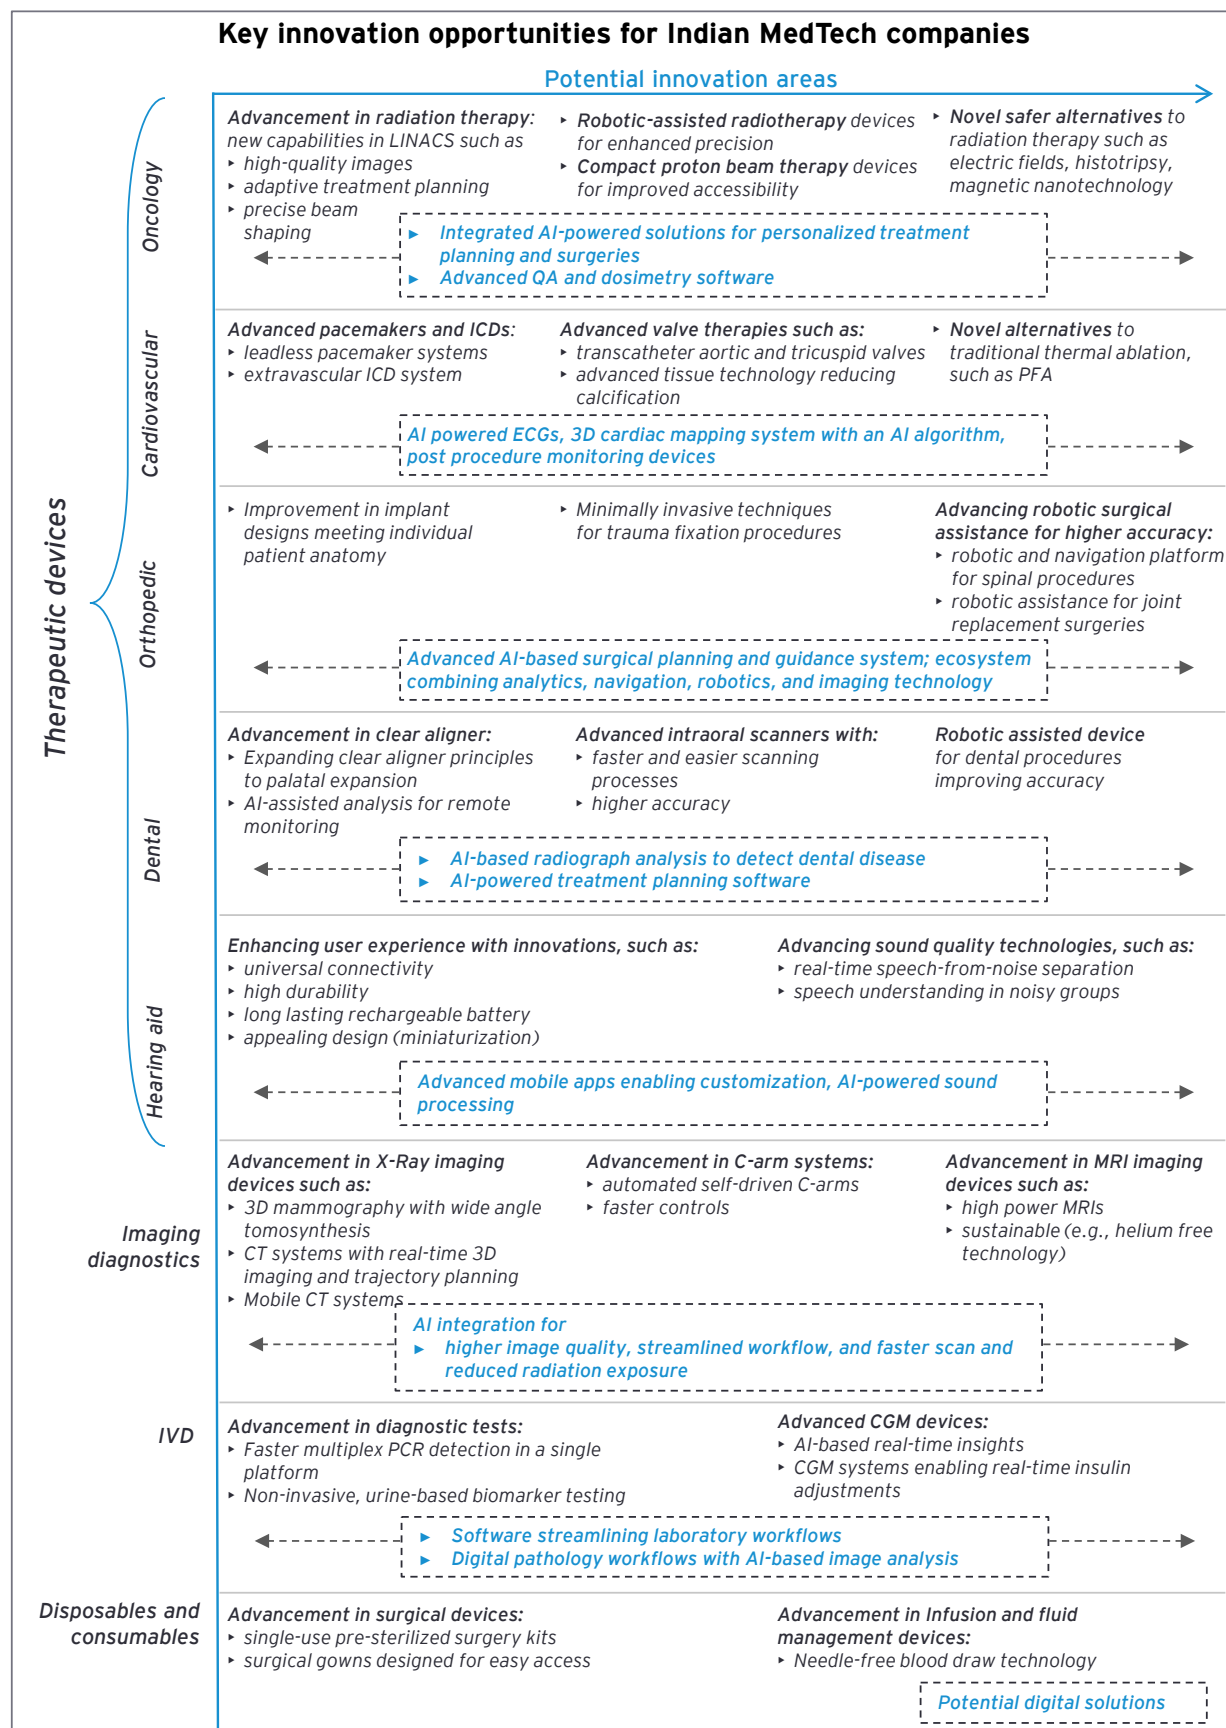 Key innovation opportunities for Indian MedTech companies
Potential innovation areas
Therapeutic devices
Oncology
Advancement in radiation therapy:
new capabilities in LINACS such as
‣ high-quality images
‣ adaptive treatment planning
‣ precise beam
shaping
‣ Robotic-assisted radiotherapy devices
for enhanced precision
‣ Compact proton beam therapy devices
for improved accessibility
‣ Novel safer alternatives to
radiation therapy such as
electric fields, histotripsy,
magnetic nanotechnology
► Integrated AI-powered solutions for personalized treatment
planning and surgeries
► Advanced QA and dosimetry software
Cardiovascular
Advanced pacemakers and ICDs:
‣ leadless pacemaker systems
‣ extravascular ICD system
Advanced valve therapies such as:
‣ transcatheter aortic and tricuspid valves
‣ advanced tissue technology reducing
calcification
‣ Novel alternatives to
traditional thermal ablation,
such as PFA
AI powered ECGs, 3D cardiac mapping system with an AI algorithm,
post procedure monitoring devices
Orthopedic
‣ Improvement in implant
designs meeting individual
patient anatomy
‣ Minimally invasive techniques
for trauma fixation procedures
Advancing robotic surgical
assistance for higher accuracy:
‣ robotic and navigation platform
for spinal procedures
‣ robotic assistance for joint
replacement surgeries
Advanced AI-based surgical planning and guidance system; ecosystem
combining analytics, navigation, robotics, and imaging technology
Dental
Advancement in clear aligner:
‣ Expanding clear aligner principles
to palatal expansion
‣ AI-assisted analysis for remote
monitoring
Advanced intraoral scanners with:
‣ faster and easier scanning
processes
‣ higher accuracy
Robotic assisted device
for dental procedures
improving accuracy
► AI-based radiograph analysis to detect dental disease
► AI-powered treatment planning software
Hearing aid
Enhancing user experience with innovations, such as:
‣ universal connectivity
‣ high durability
‣ long lasting rechargeable battery
‣ appealing design (miniaturization)
Advancing sound quality technologies, such as:
‣ real-time speech-from-noise separation
‣ speech understanding in noisy groups
Advanced mobile apps enabling customization, AI-powered sound
processing
Imaging
diagnostics
Advancement in X-Ray imaging
devices such as:
‣ 3D mammography with wide angle
tomosynthesis
‣ CT systems with real-time 3D
imaging and trajectory planning
‣ Mobile CT systems
Advancement in C-arm systems:
‣ automated self-driven C-arms
‣ faster controls
Advancement in MRI imaging
devices such as:
‣ high power MRIs
‣ sustainable (e.g., helium free
technology)
AI integration for
► higher image quality, streamlined workflow, and faster scan and
reduced radiation exposure
IVD
Advancement in diagnostic tests:
‣ Faster multiplex PCR detection in a single
platform
‣ Non-invasive, urine-based biomarker testing
Advanced CGM devices:
‣ AI-based real-time insights
‣ CGM systems enabling real-time insulin
adjustments
► Software streamlining laboratory workflows
► Digital pathology workflows with AI-based image analysis
Disposables and
consumables
Advancement in surgical devices:
‣ single-use pre-sterilized surgery kits
‣ surgical gowns designed for easy access
Advancement in Infusion and fluid
management devices:
‣ Needle-free blood draw technology
Potential digital solutions